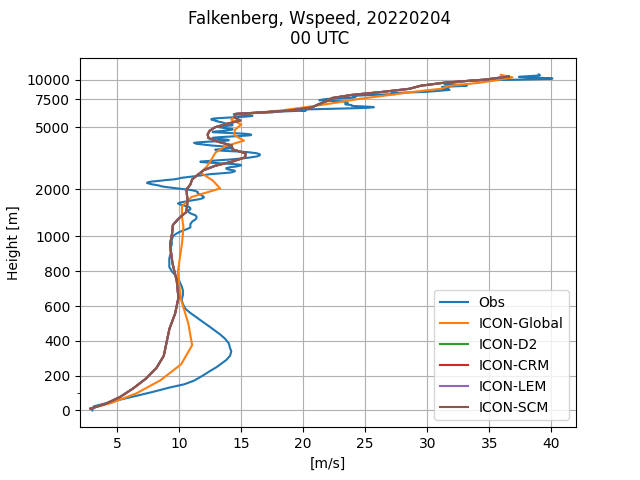 Falkenberg, Wspeed, 20220204
00 UTC
Height [m]
10000
7500
5000
2000
1000
800
600
400
200
0
5
10
15
20
25
30
35
40
[m/s]
Obs
ICON-Global
ICON-D2
ICON-CRM
ICON-LEM
ICON-SCM